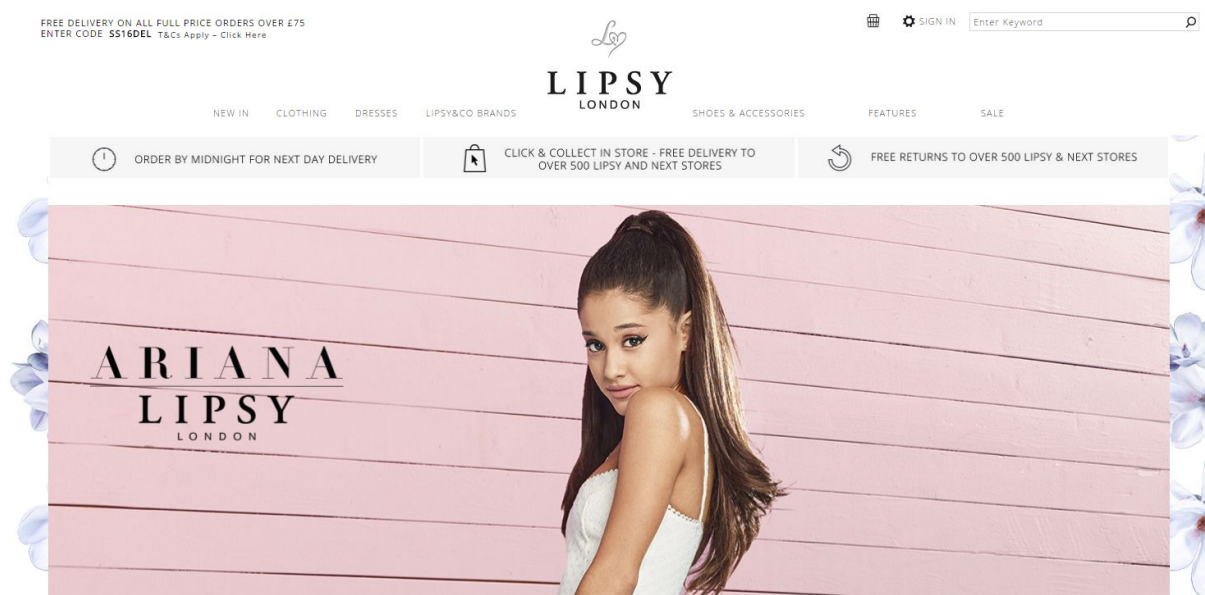 FREE DELIVERY ON ALL FULL PRICE ORDERS OVER £75
ENTER CODE SS16DEL T&Cs Apply – Click Here
SIGN IN
Enter Keyword
LIPSY
LONDON
NEW IN
CLOTHING
DRESSES
LIPSY&CO BRANDS
SHOES & ACCESSORIES
FEATURES
SALE
ORDER BY MIDNIGHT FOR NEXT DAY DELIVERY
CLICK & COLLECT IN STORE - FREE DELIVERY TO
OVER 500 LIPSY AND NEXT STORES
FREE RETURNS TO OVER 500 LIPSY & NEXT STORES
ARIANA
LIPSY
LONDON